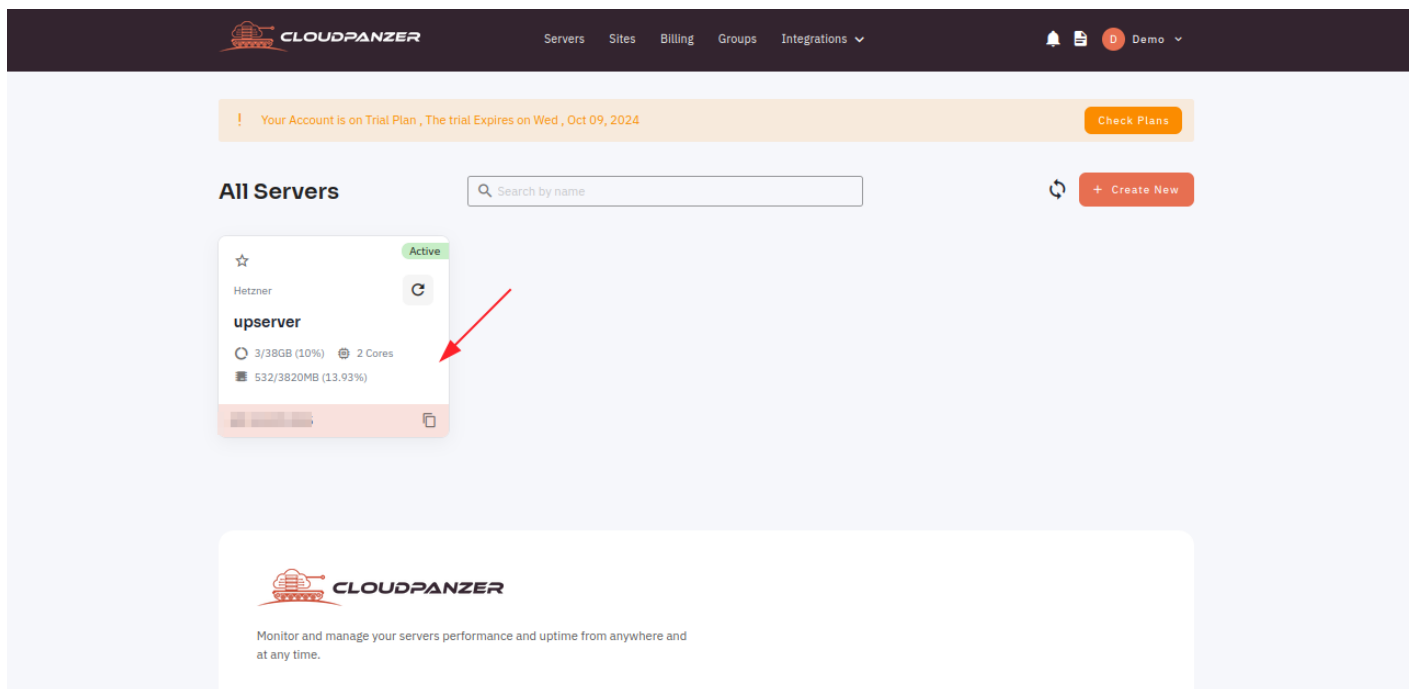 CLOUDPANZER
Servers Sites Billing Groups Integrations
D Demo
! Your Account is on Trial Plan , The trial Expires on Wed , Oct 09, 2024
Check Plans
All Servers
Search by name
+ Create New
Active
Hetzner
upserver
3/38GB (10%) 2 Cores
532/3820MB (13.93%)
CLOUDPANZER
Monitor and manage your servers performance and uptime from anywhere and
at any time.